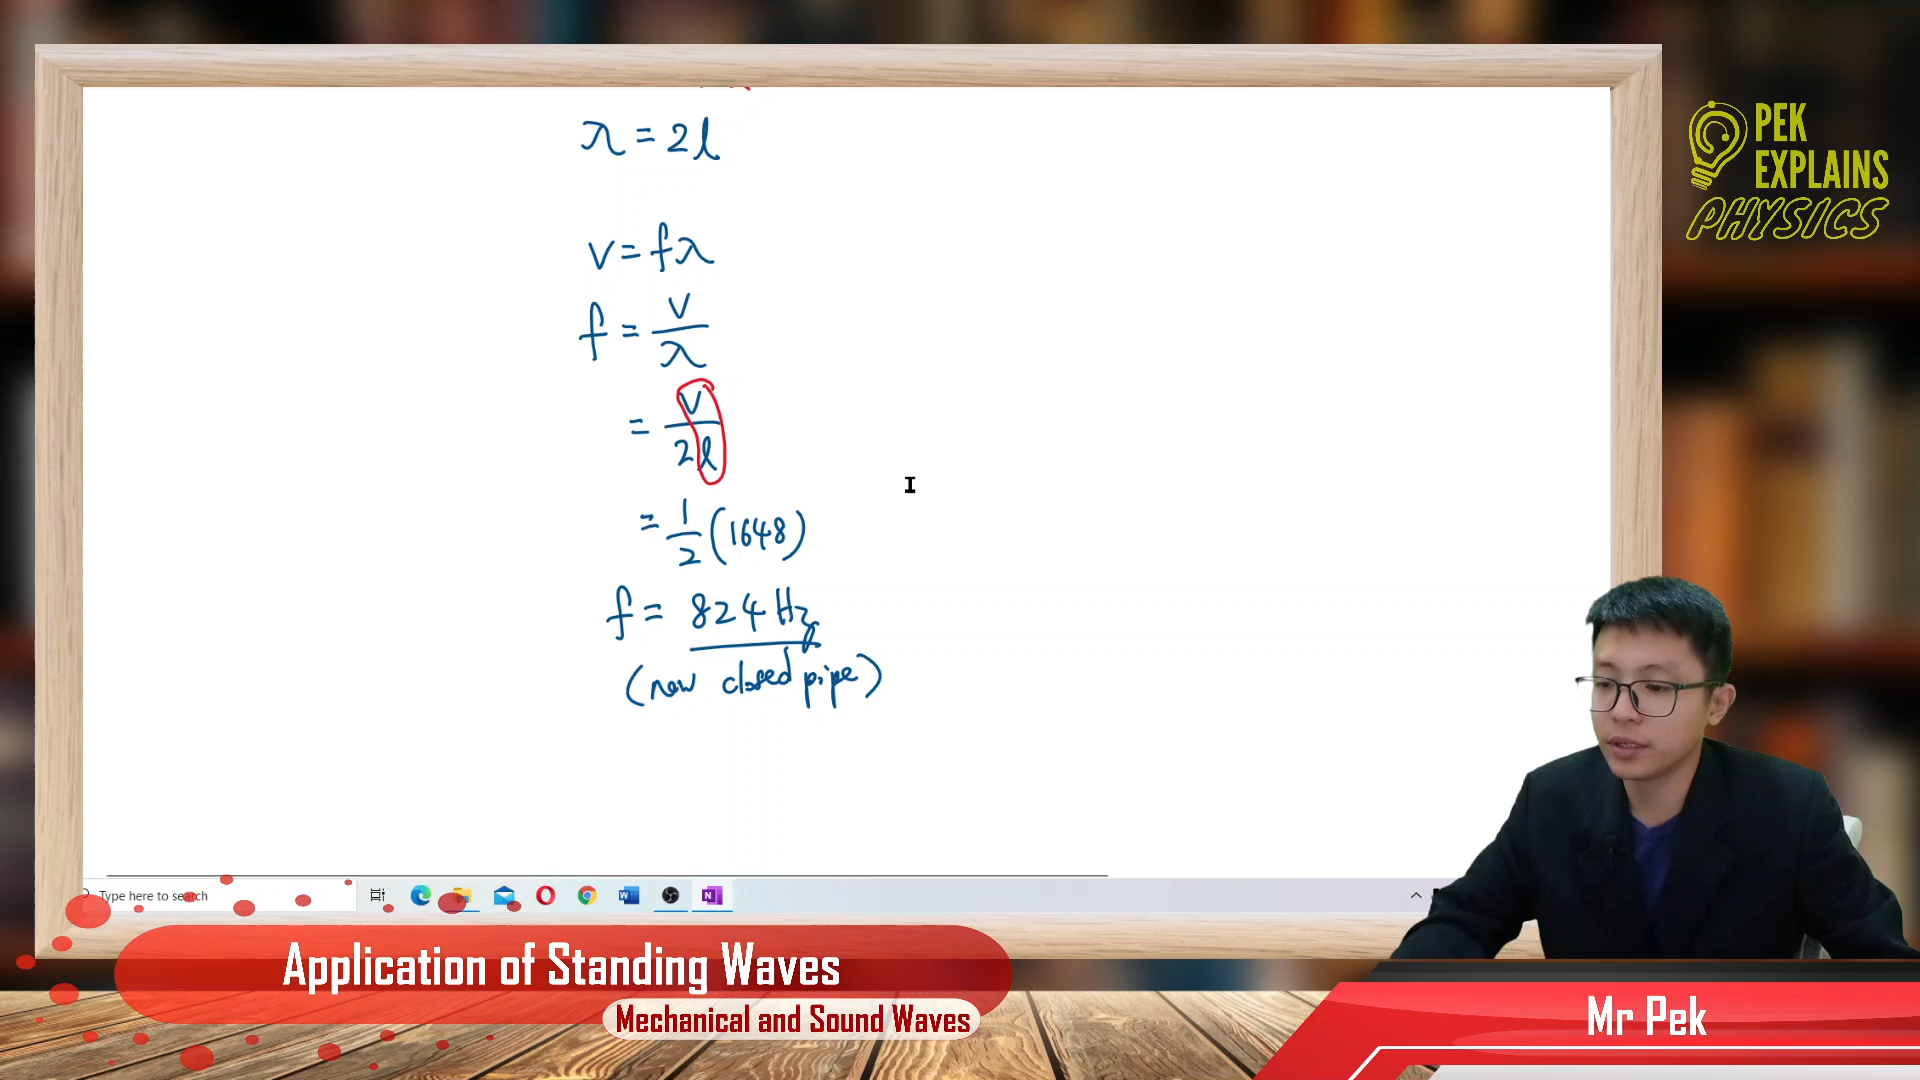 λ = 2l
v = fλ
f = v/λ
= v/2l
= 1/2 (1648)
f = 824 Hz
(new closed pipe)
PEK
EXPLAINS
PHYSICS
Type here to search
Application of Standing Waves
Mechanical and Sound Waves
Mr Pek